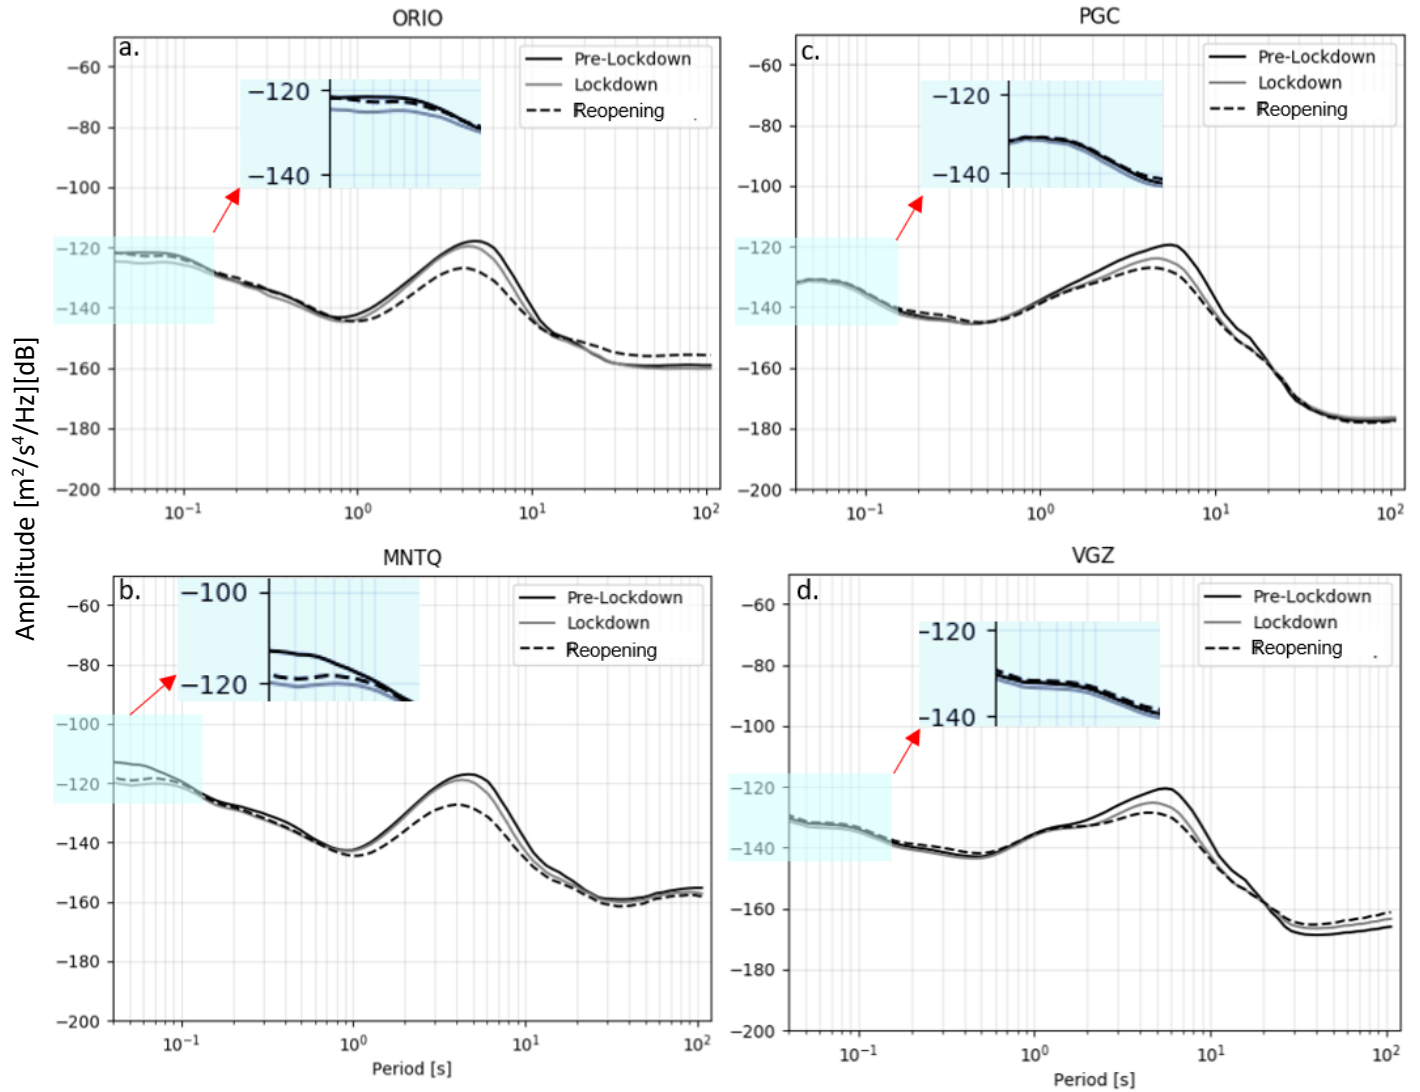 ORIO
a.
Pre-Lockdown
Lockdown
Reopening
−120
−140
−60
−80
−100
−120
−140
−160
−180
−200
10⁻¹
10⁰
10¹
10²
PGC
c.
Pre-Lockdown
Lockdown
Reopening
−120
−140
−60
−80
−100
−120
−140
−160
−180
−200
10⁻¹
10⁰
10¹
10²
Amplitude [m²/s⁴/Hz][dB]
MNTQ
b.
Pre-Lockdown
Lockdown
Reopening
−100
−120
−60
−80
−100
−120
−140
−160
−180
−200
10⁻¹
10⁰
10¹
10²
Period [s]
VGZ
d.
Pre-Lockdown
Lockdown
Reopening
−120
−140
−60
−80
−100
−120
−140
−160
−180
−200
10⁻¹
10⁰
10¹
10²
Period [s]